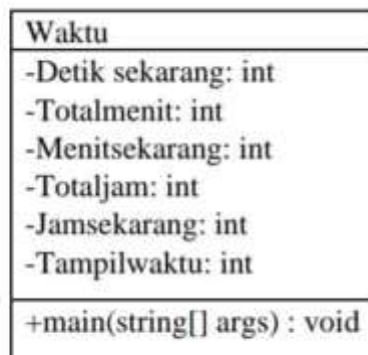 Waktu
-Detik sekarang: int
-Totalmenit: int
-Menitsekarang: int
-Totaljam: int
-Jamsekarang: int
-Tampilwaktu: int
+main(string[] args) : void